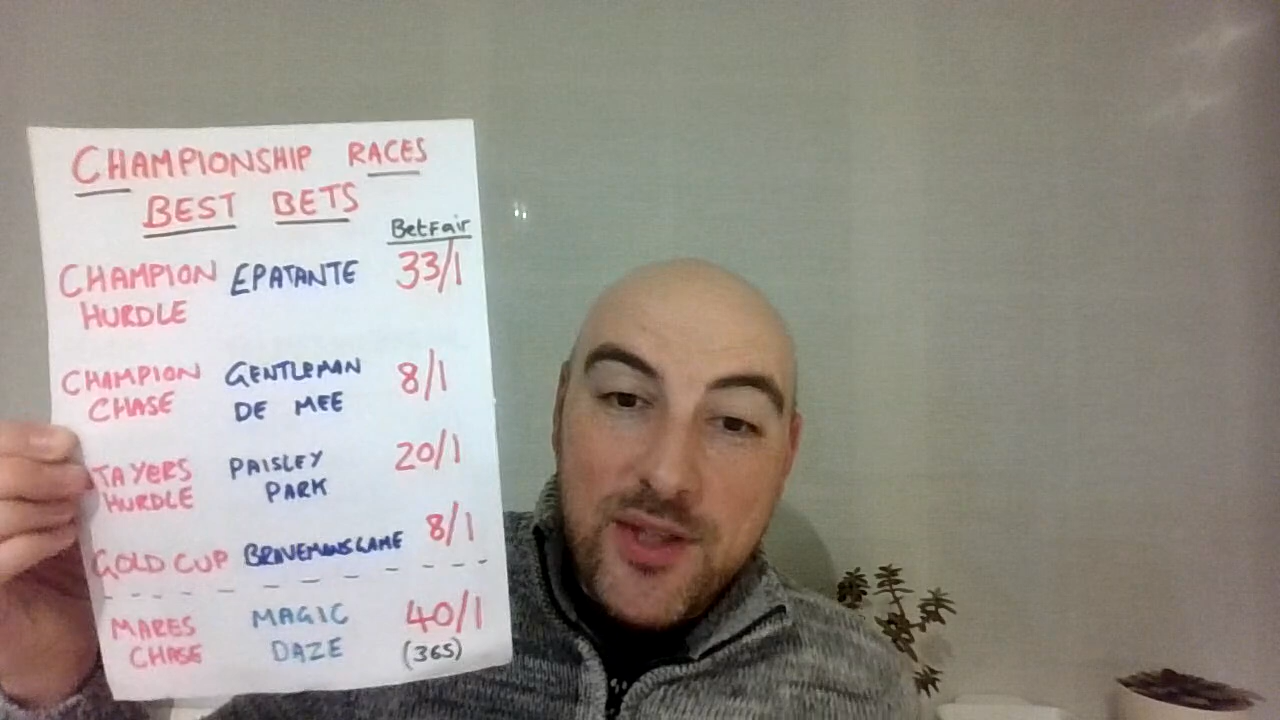 CHAMPIONSHIP RACES
BEST BETS
BetFair
CHAMPION HURDLE EPATANTE 33/1
CHAMPION CHASE GENTLEMAN DE MEE 8/1
TAYERS HURDLE PAISLEY PARK 20/1
GOLD CUP BRAVEMANSGAME 8/1
MARES CHASE MAGIC DAZE 40/1
(365)